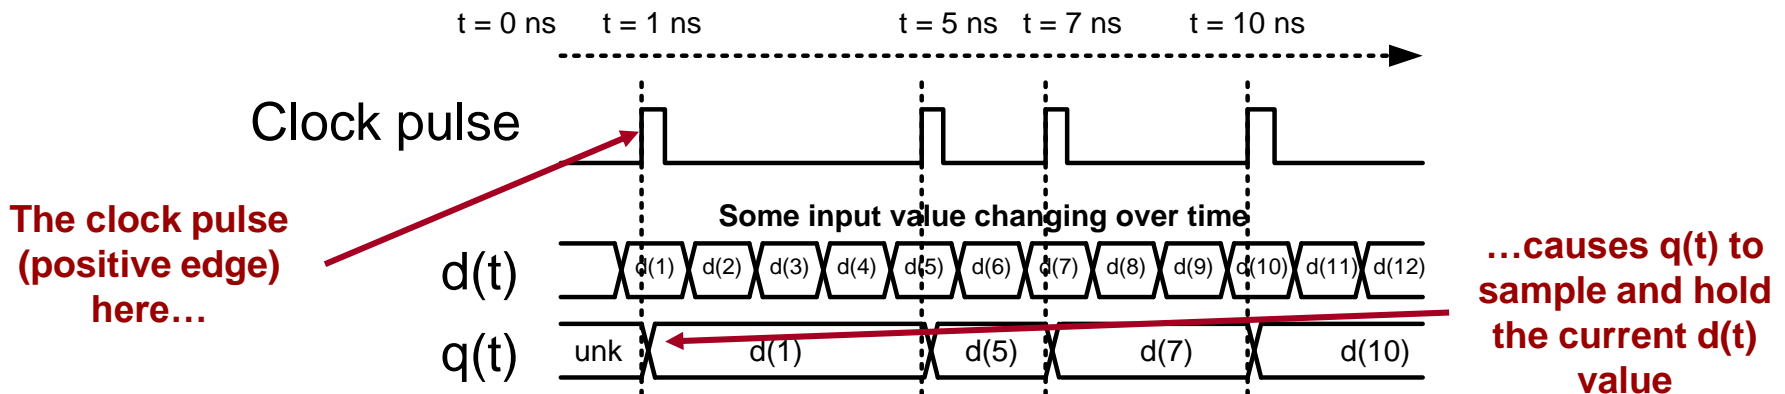 t = 0 ns t = 1 ns t = 5 ns t = 7 ns t = 10 ns
Clock pulse
The clock pulse
(positive edge)
here…
Some input value changing over time
d(t)
d(1) d(2) d(3) d(4) d(5) d(6) d(7) d(8) d(9) d(10) d(11) d(12)
…causes q(t) to
sample and hold
the current d(t)
value
q(t)
unk d(1) d(5) d(7) d(10)